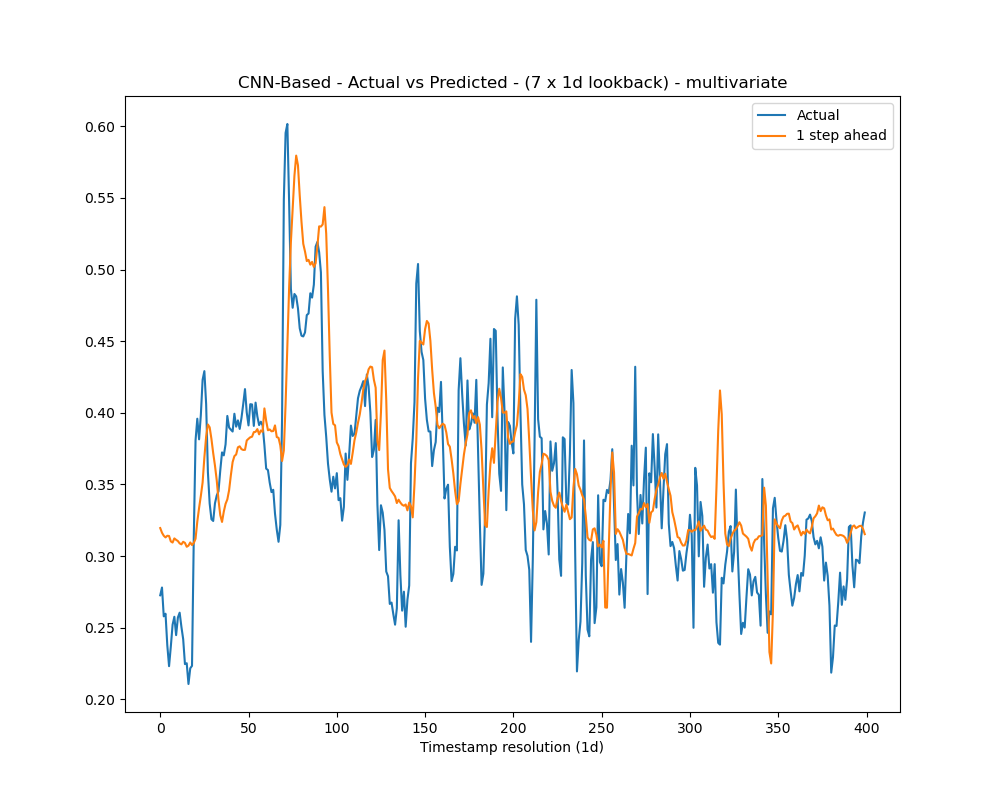 CNN-Based - Actual vs Predicted - (7 x 1d lookback) - multivariate
Actual
1 step ahead
0.60
0.55
0.50
0.45
0.40
0.35
0.30
0.25
0.20
0 50 100 150 200 250 300 350 400
Timestamp resolution (1d)